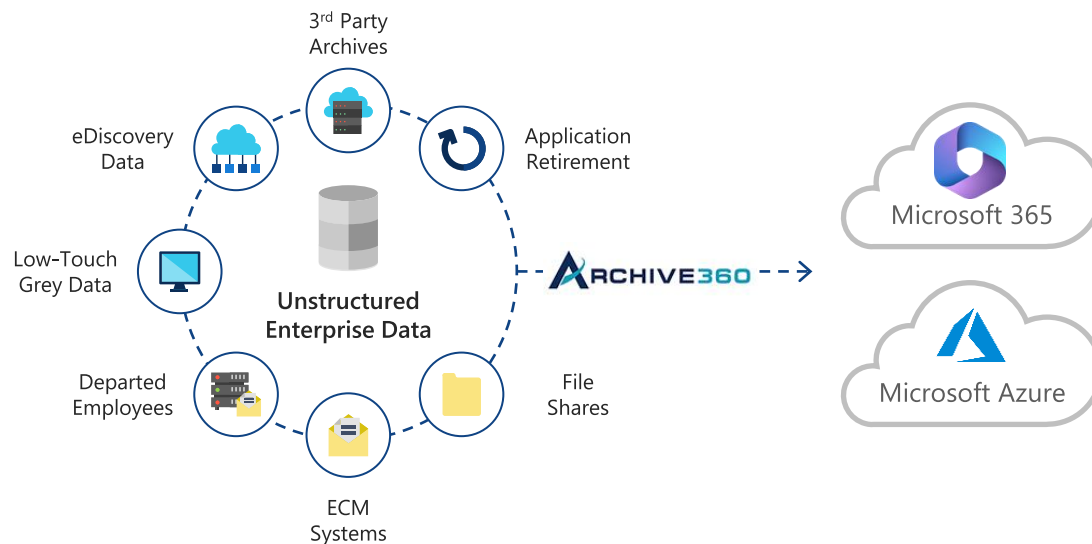 3rd Party
Archives
eDiscovery
Data
Application
Retirement
Low-Touch
Grey Data
Unstructured
Enterprise Data
ARCHIVE360
Microsoft 365
Microsoft Azure
Departed
Employees
File
Shares
ECM
Systems